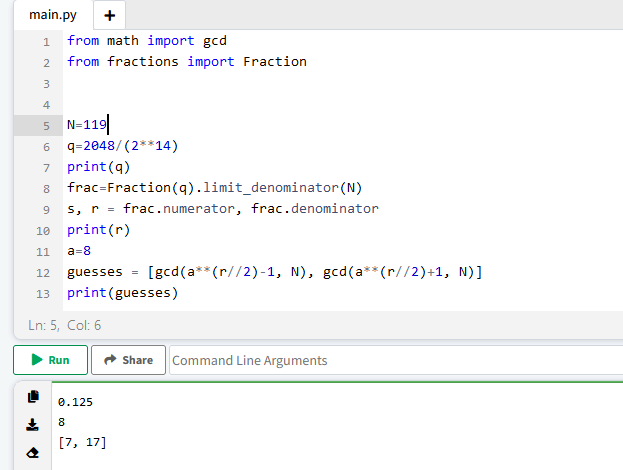 main.py +
1 from math import gcd
2 from fractions import Fraction
3
4
5 N=119
6 q=2048/(2**14)
7 print(q)
8 frac=Fraction(q).limit_denominator(N)
9 s, r = frac.numerator, frac.denominator
10 print(r)
11 a=8
12 guesses = [gcd(a**(r//2)-1, N), gcd(a**(r//2)+1, N)]
13 print(guesses)
Ln: 5, Col: 6
Run Share Command Line Arguments
0.125
8
[7, 17]